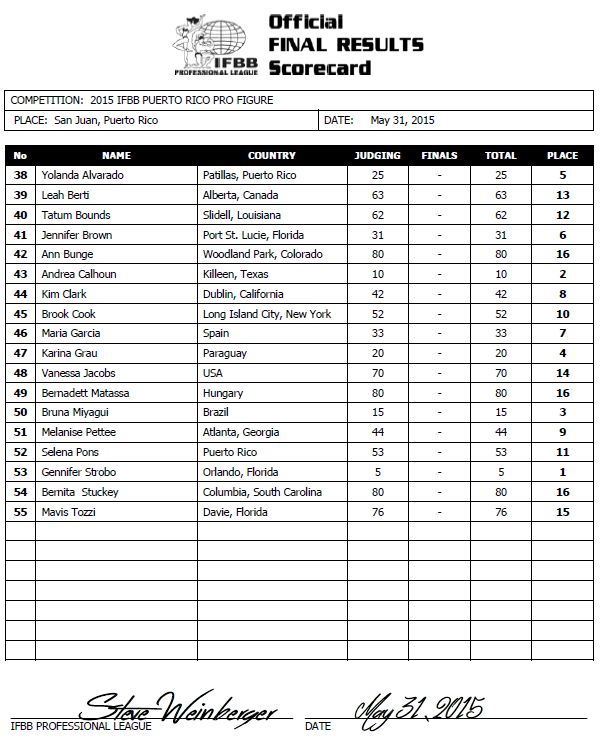 Official
FINAL RESULTS
Scorecard
IFBB
PROFESSIONAL LEAGUE
COMPETITION: 2015 IFBB PUERTO RICO PRO FIGURE
PLACE: San Juan, Puerto Rico DATE: May 31, 2015
No NAME COUNTRY JUDGING FINALS TOTAL PLACE
38 Yolanda Alvarado Patillas, Puerto Rico 25 - 25 5
39 Leah Berti Alberta, Canada 63 - 63 13
40 Tatum Bounds Slidell, Louisiana 62 - 62 12
41 Jennifer Brown Port St. Lucie, Florida 31 - 31 6
42 Ann Bunge Woodland Park, Colorado 80 - 80 16
43 Andrea Calhoun Killeen, Texas 10 - 10 2
44 Kim Clark Dublin, California 42 - 42 8
45 Brook Cook Long Island City, New York 52 - 52 10
46 Maria Garcia Spain 33 - 33 7
47 Karina Grau Paraguay 20 - 20 4
48 Vanessa Jacobs USA 70 - 70 14
49 Bernadett Matassa Hungary 80 - 80 16
50 Bruna Miyagui Brazil 15 - 15 3
51 Melanise Pettee Atlanta, Georgia 44 - 44 9
52 Selena Pons Puerto Rico 53 - 53 11
53 Gennifer Strobo Orlando, Florida 5 - 5 1
54 Bernita Stuckey Columbia, South Carolina 80 - 80 16
55 Mavis Tozzi Davie, Florida 76 - 76 15
Steve Weinberger May 31, 2015
IFBB PROFESSIONAL LEAGUE DATE